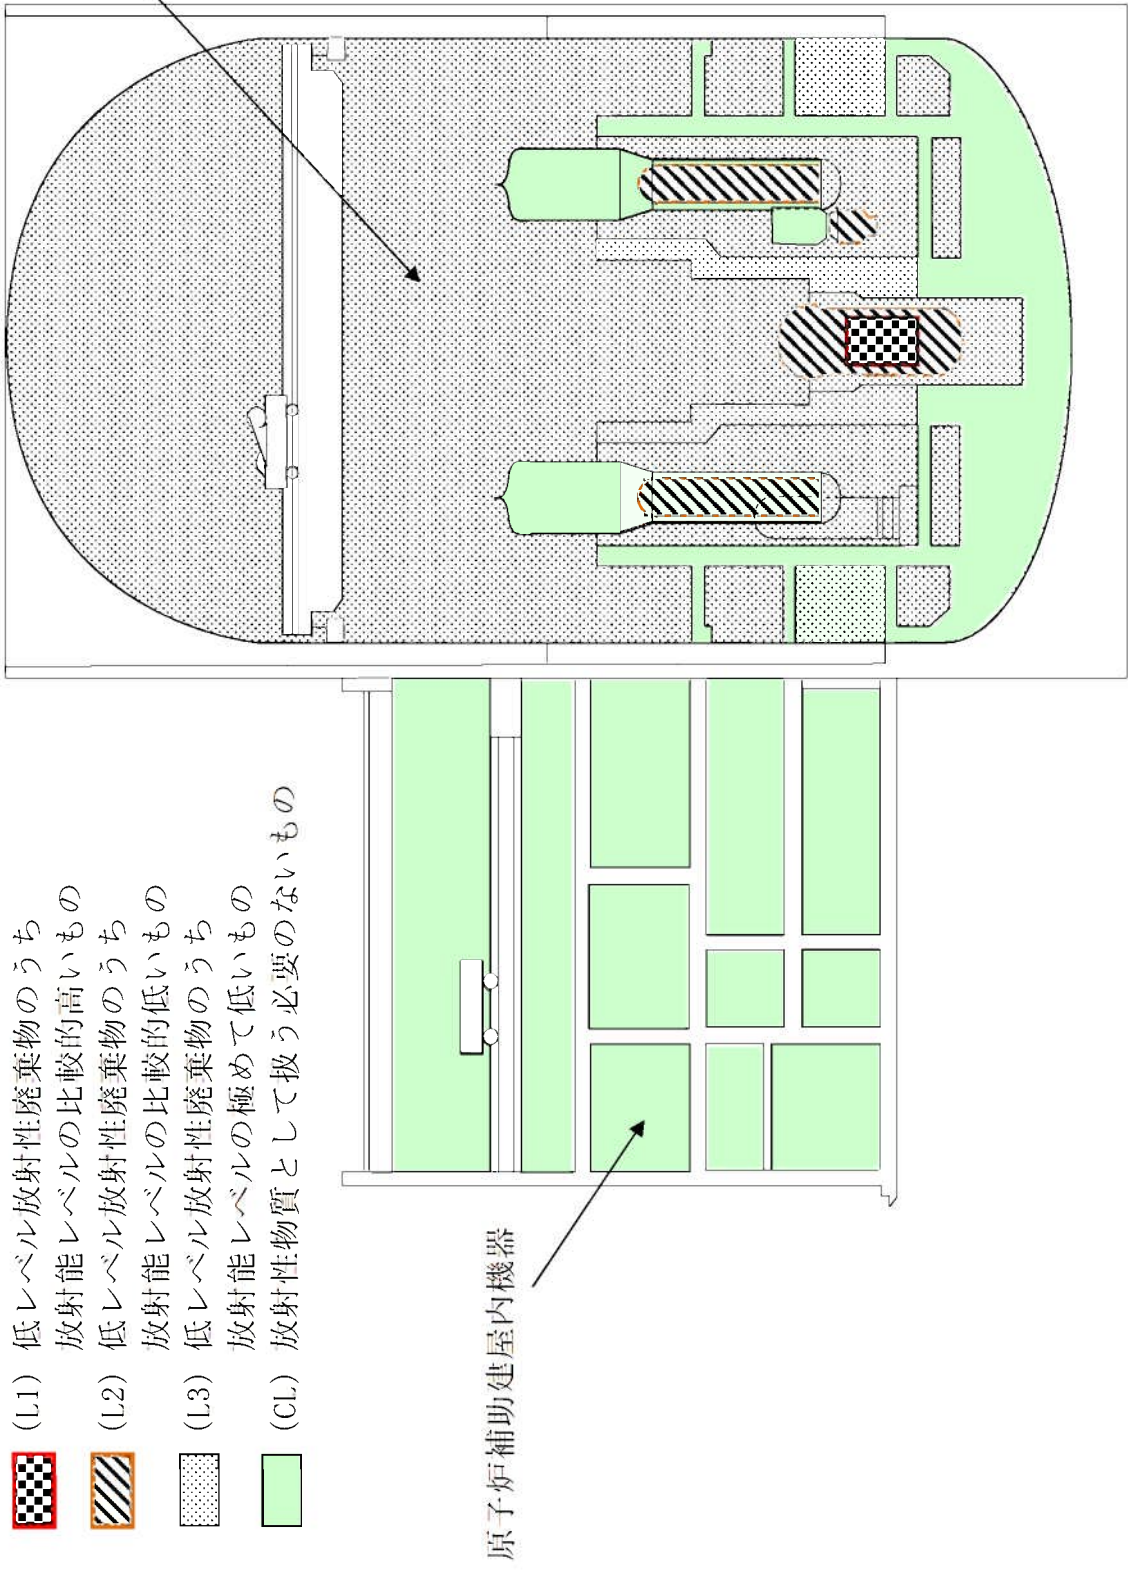 (L1) 低レベル放射性廃棄物のうち
放射能レベルの比較的高いもの
(L2) 低レベル放射性廃棄物のうち
放射能レベルの比較的低いもの
(L3) 低レベル放射性廃棄物のうち
放射能レベルの極めて低いもの
(CL) 放射性物質として扱う必要のないもの
原子炉補助建屋内機器